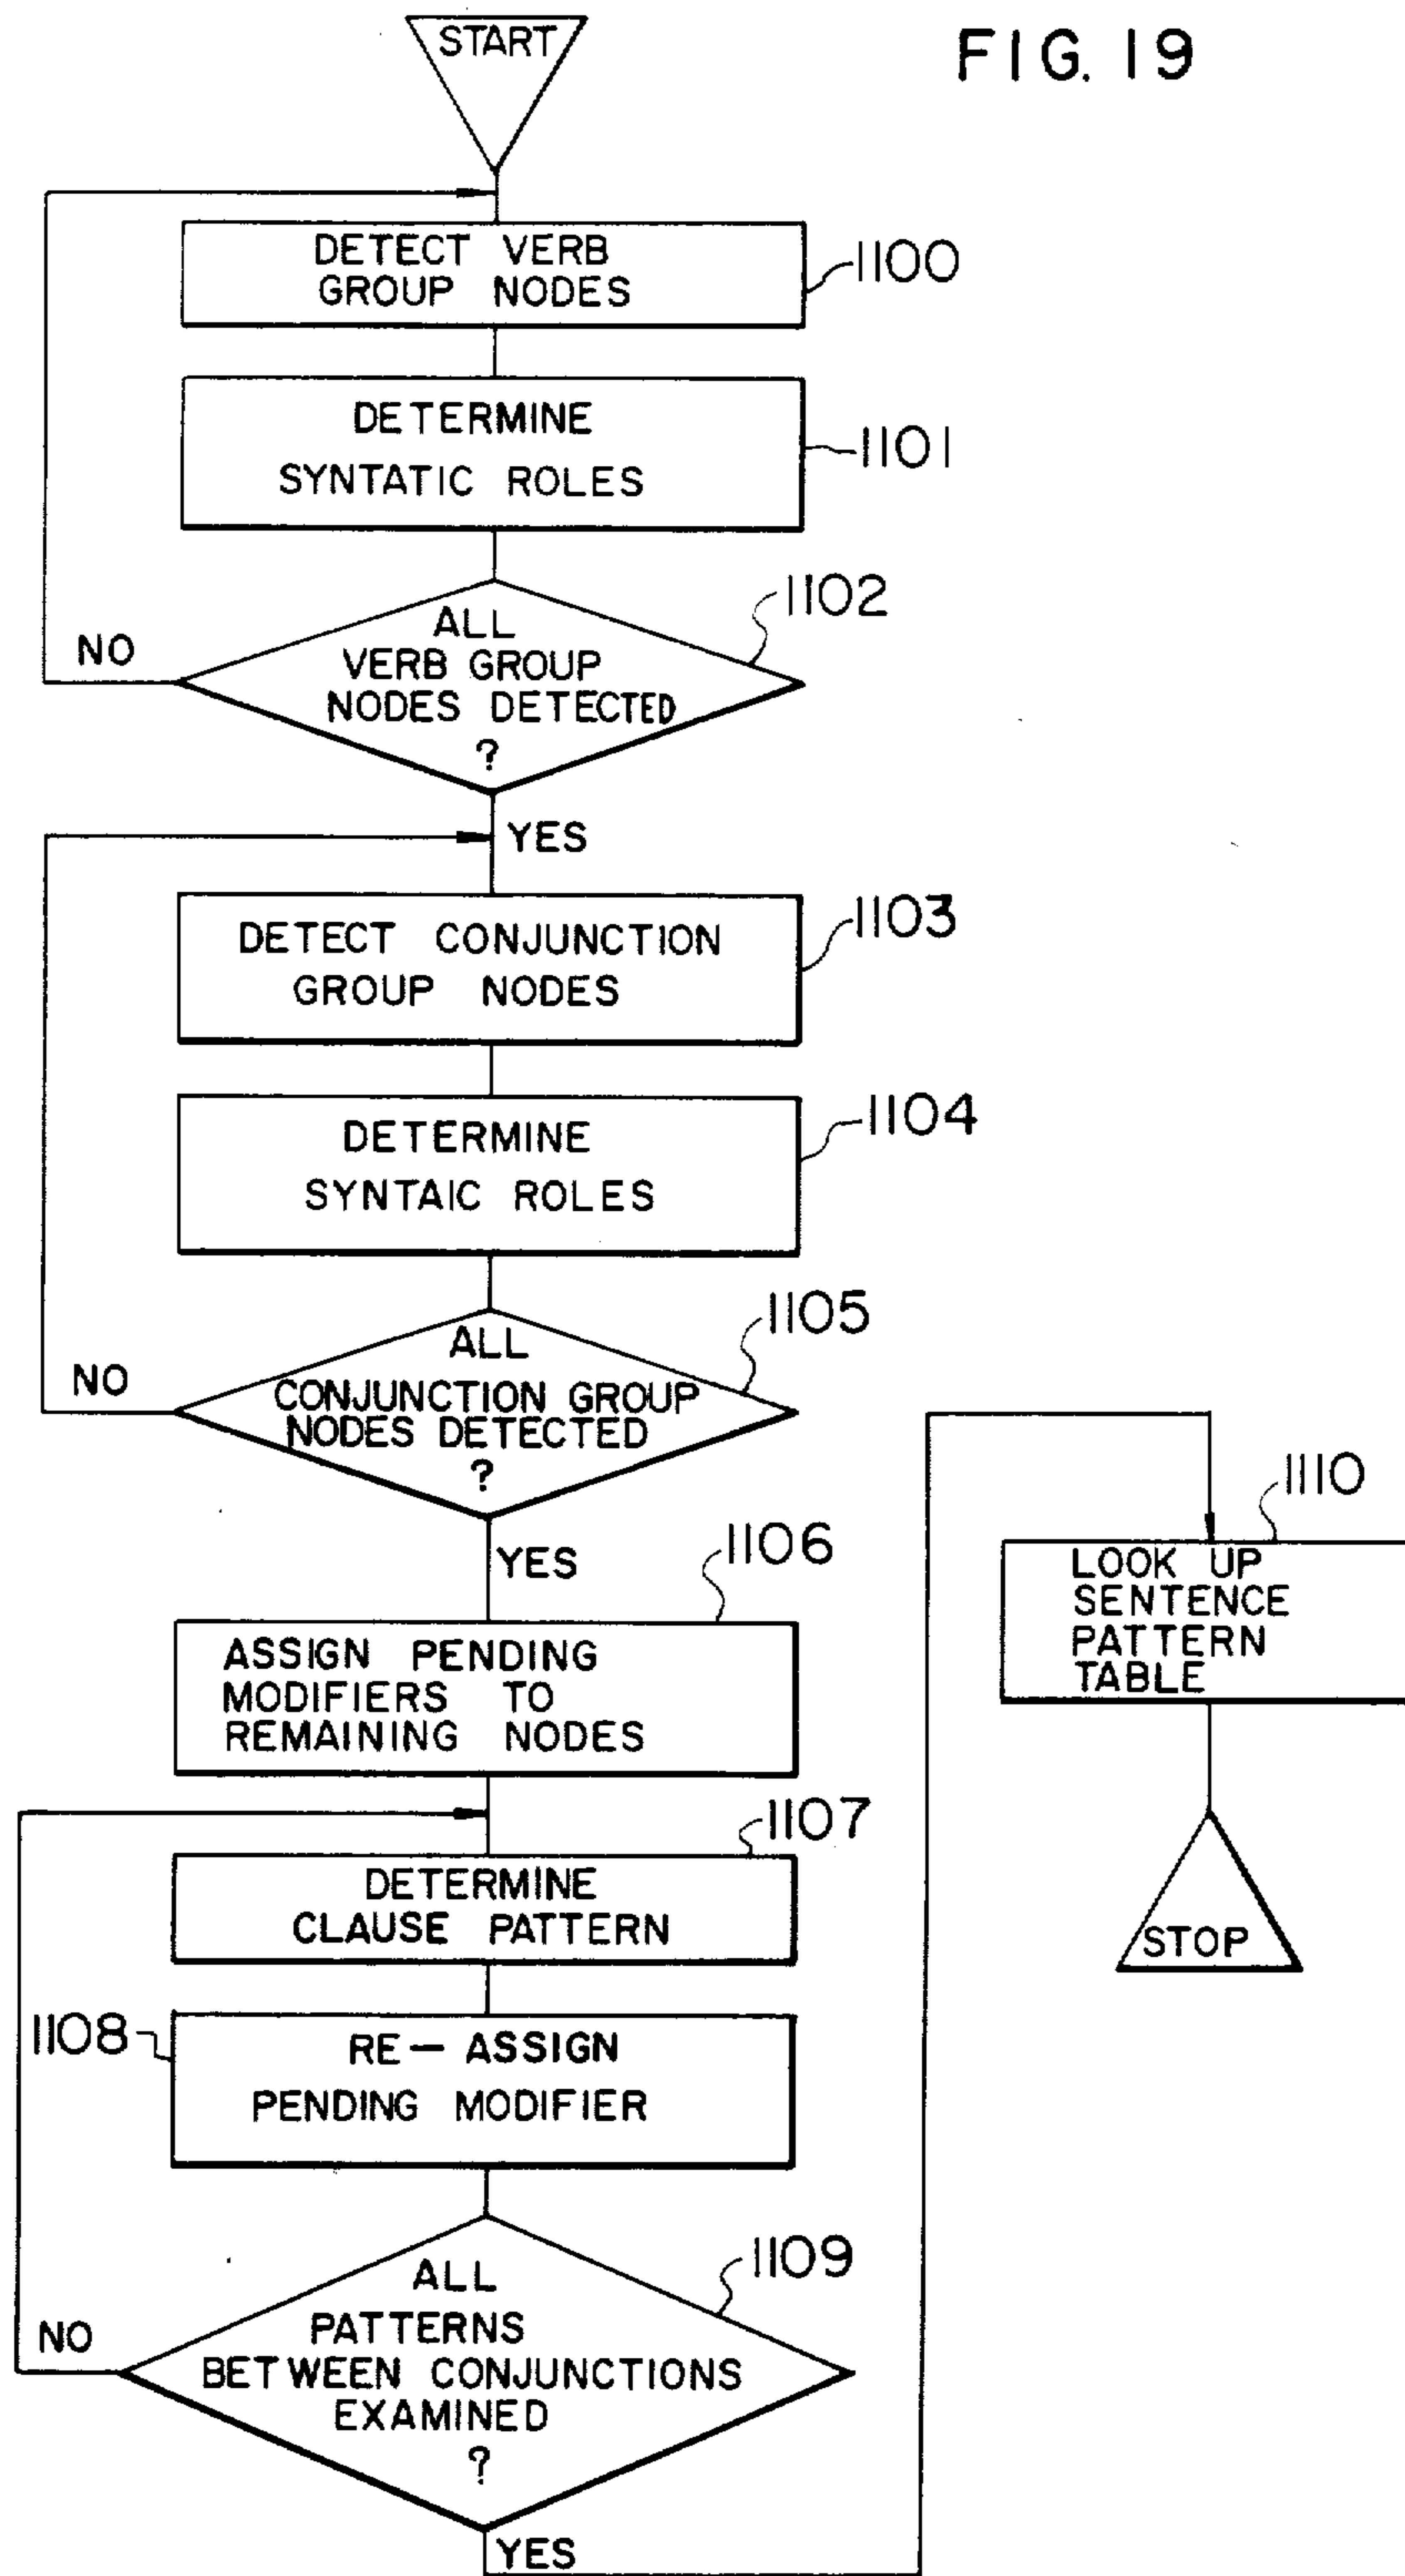 FIG. 19
START
DETECT VERB
GROUP NODES
1100
DETERMINE
SYNTATIC ROLES
1101
ALL
VERB GROUP
NODES DETECTED
?
1102
NO
YES
DETECT CONJUNCTION
GROUP NODES
1103
DETERMINE
SYNTAIC ROLES
1104
ALL
CONJUNCTION GROUP
NODES DETECTED
?
1105
NO
YES
1106
ASSIGN PENDING
MODIFIERS TO
REMAINING NODES
1107
DETERMINE
CLAUSE PATTERN
1108
RE-ASSIGN
PENDING MODIFIER
1109
ALL
PATTERNS
BETWEEN CONJUNCTIONS
EXAMINED
?
NO
YES
1110
LOOK UP
SENTENCE
PATTERN
TABLE
STOP